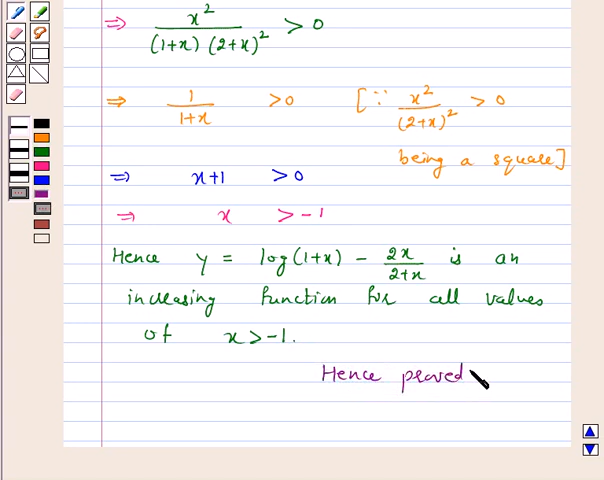 ⇒ x²/((1+x) (2+x)²) > 0
⇒ 1/(1+x) > 0 [∵ x²/(2+x)² > 0
being a square]
⇒ x+1 > 0
⇒ x > -1
Hence y = log(1+x) - 2x/(2+x) is an
increasing function for all values
of x > -1.
Hence proved